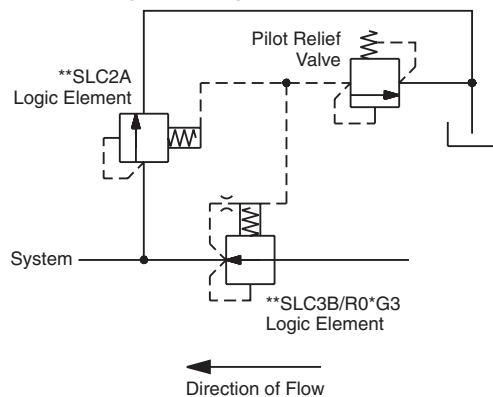 Pilot Relief
Valve
**SLC2A
Logic Element
System
**SLC3B/R0*G3
Logic Element
Direction of Flow